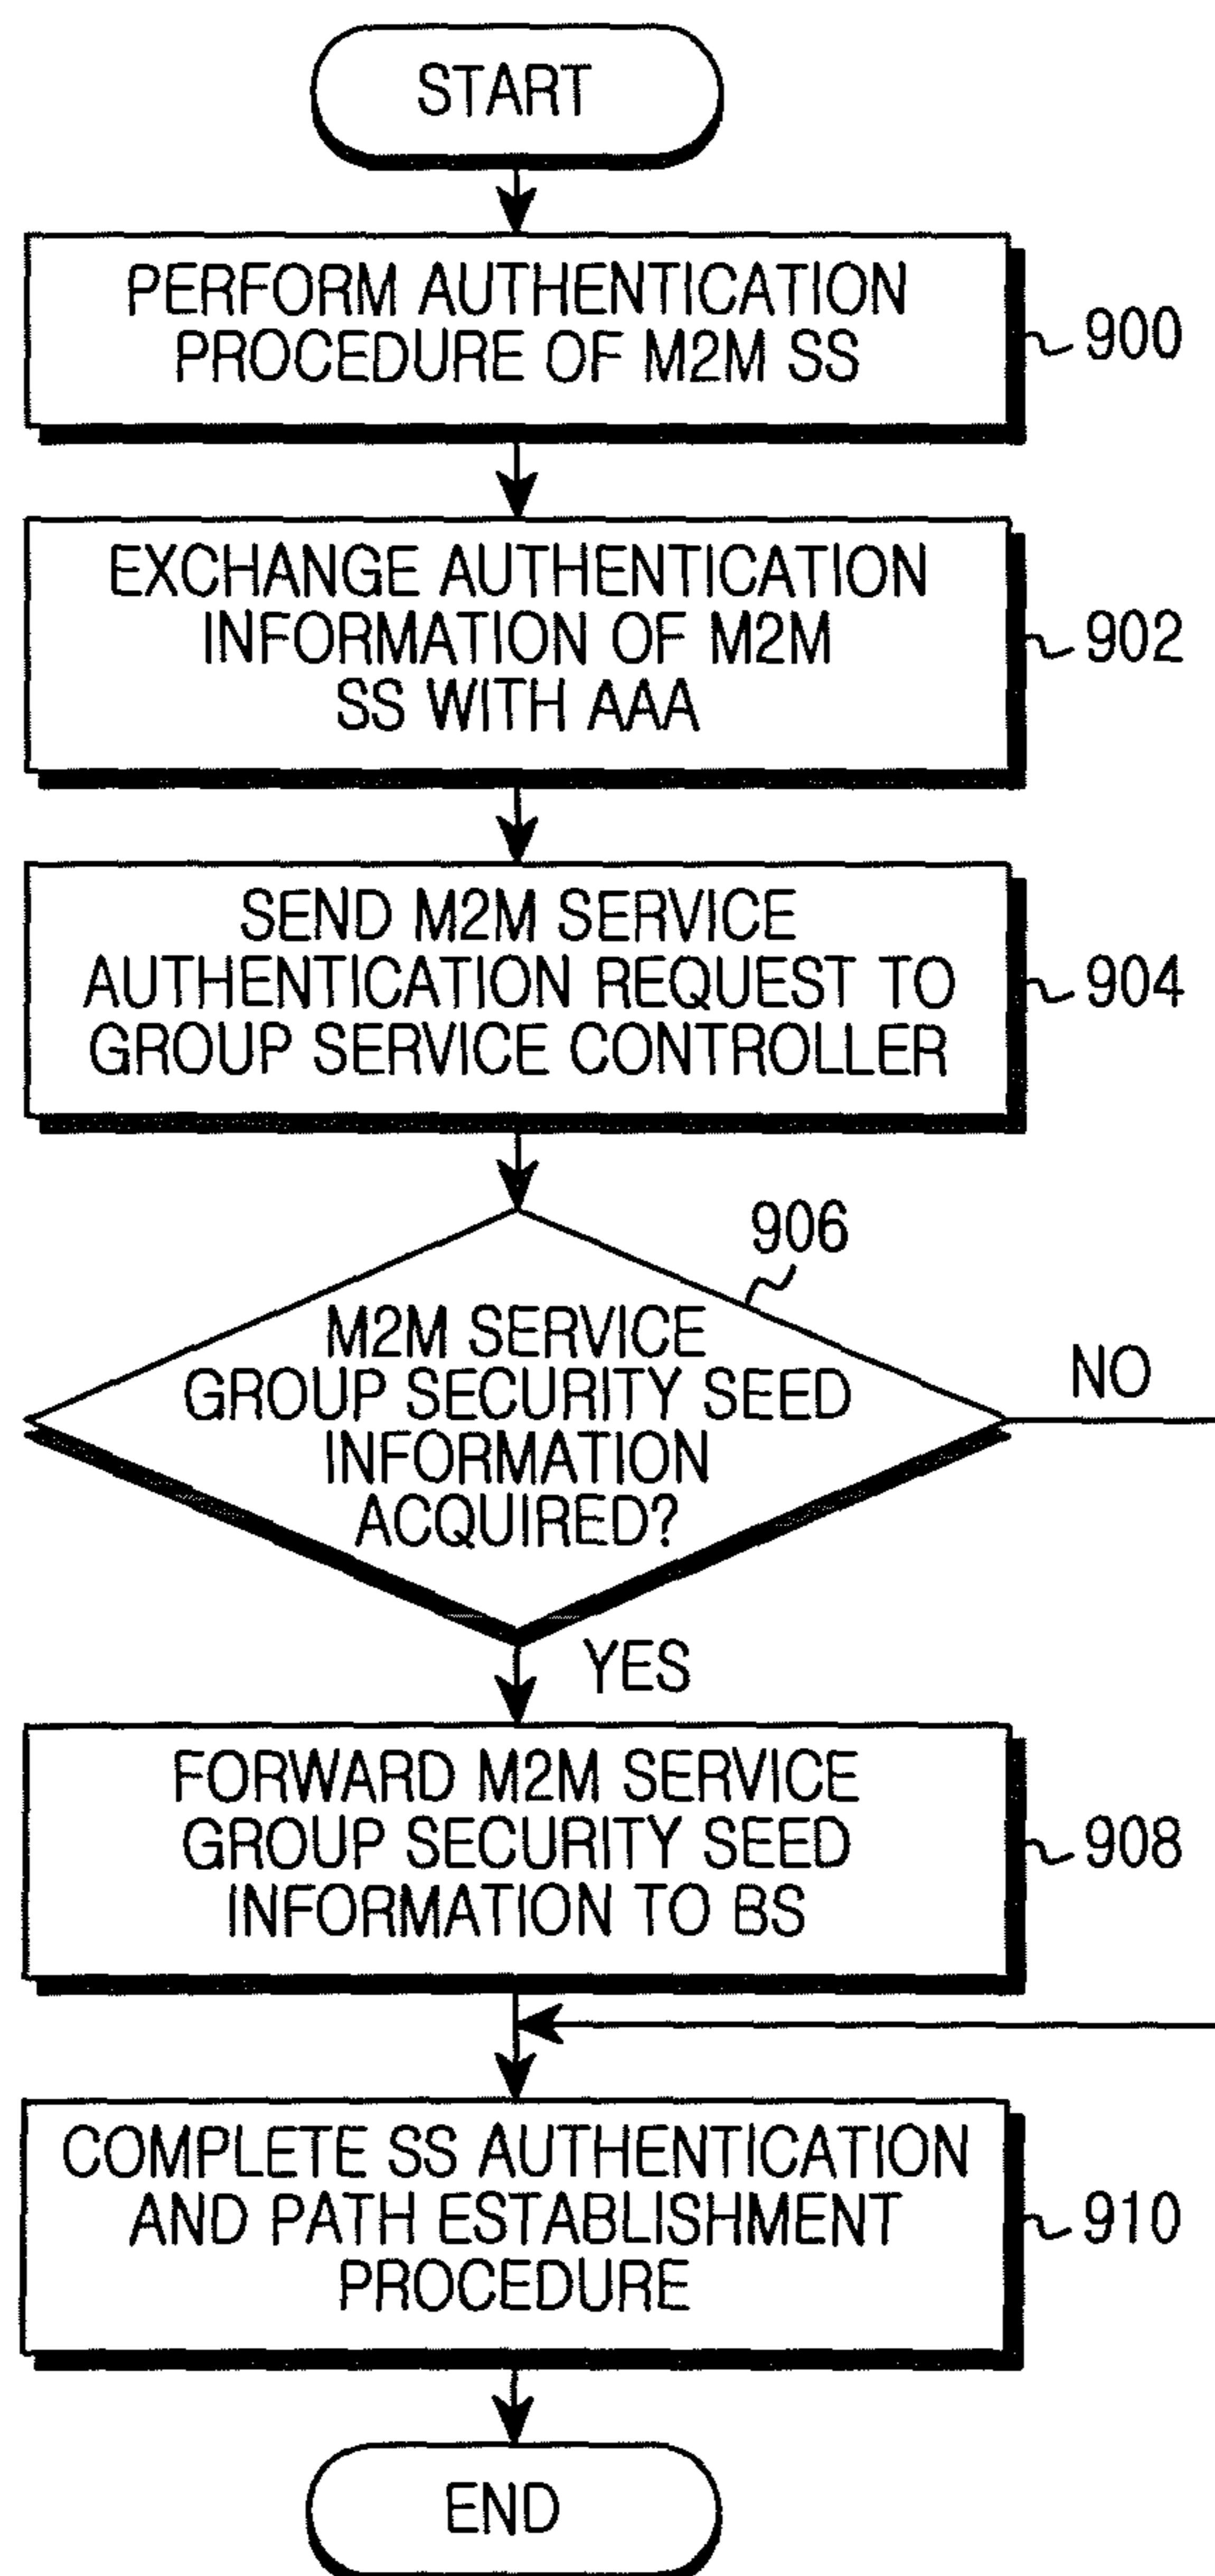 START
PERFORM AUTHENTICATION
PROCEDURE OF M2M SS
900
EXCHANGE AUTHENTICATION
INFORMATION OF M2M
SS WITH AAA
902
SEND M2M SERVICE
AUTHENTICATION REQUEST TO
GROUP SERVICE CONTROLLER
904
906
M2M SERVICE
GROUP SECURITY SEED
INFORMATION
ACQUIRED?
NO
YES
FORWARD M2M SERVICE
GROUP SECURITY SEED
INFORMATION TO BS
908
COMPLETE SS AUTHENTICATION
AND PATH ESTABLISHMENT
PROCEDURE
910
END